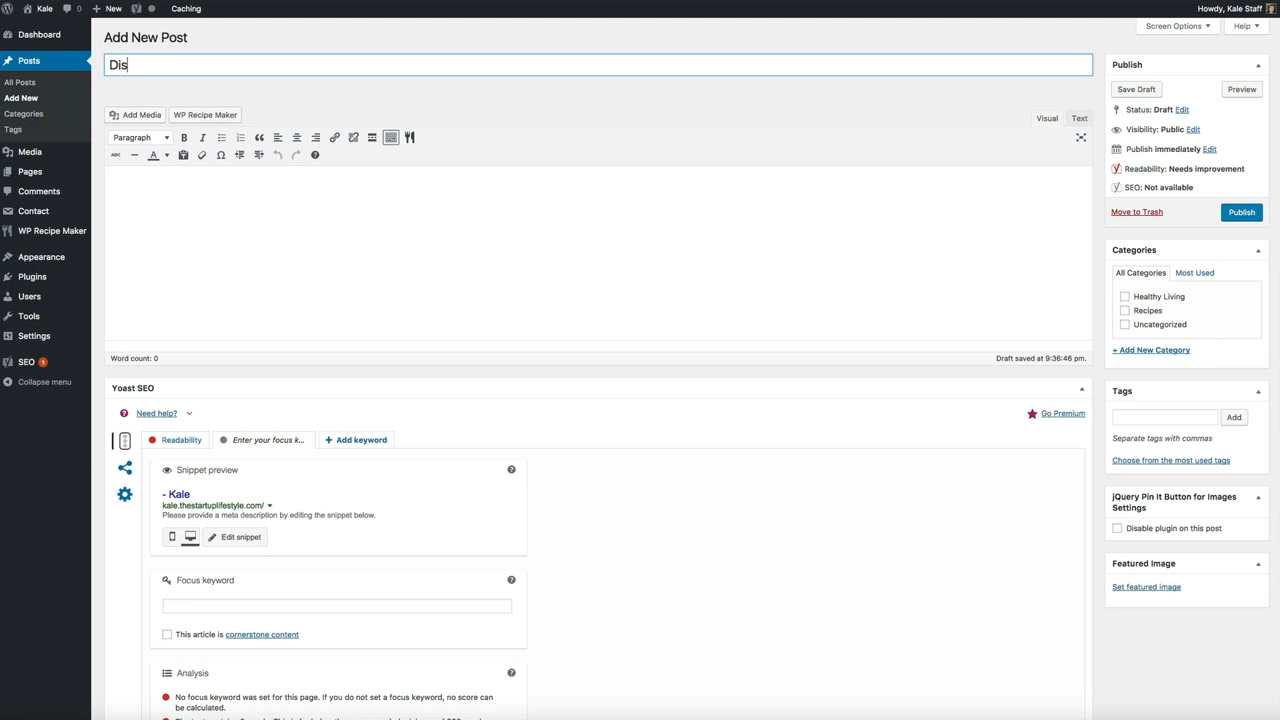 Kale 0 New Caching Howdy, Kale Staff
Screen Options Help
Dashboard
Posts
All Posts
Add New
Categories
Tags
Media
Pages
Comments
Contact
WP Recipe Maker
Appearance
Plugins
Users
Tools
Settings
SEO 1
Collapse menu
Add New Post
Dis
Add Media WP Recipe Maker
Visual Text
Paragraph B I
ABC A
Word count: 0 Draft saved at 9:36:46 pm.
Yoast SEO
Need help? Go Premium
Readability Enter your focus k... + Add keyword
Snippet preview
- Kale
kale.thestartuplifestyle.com/
Please provide a meta description by editing the snippet below.
Edit snippet
Focus keyword
This article is cornerstone content
Analysis
No focus keyword was set for this page. If you do not set a focus keyword, no score can
be calculated.
Publish
Save Draft Preview
Status: Draft Edit
Visibility: Public Edit
Publish immediately Edit
Readability: Needs improvement
SEO: Not available
Move to Trash Publish
Categories
All Categories Most Used
Healthy Living
Recipes
Uncategorized
+ Add New Category
Tags
Add
Separate tags with commas
Choose from the most used tags
jQuery Pin It Button for Images
Settings
Disable plugin on this post
Featured Image
Set featured image